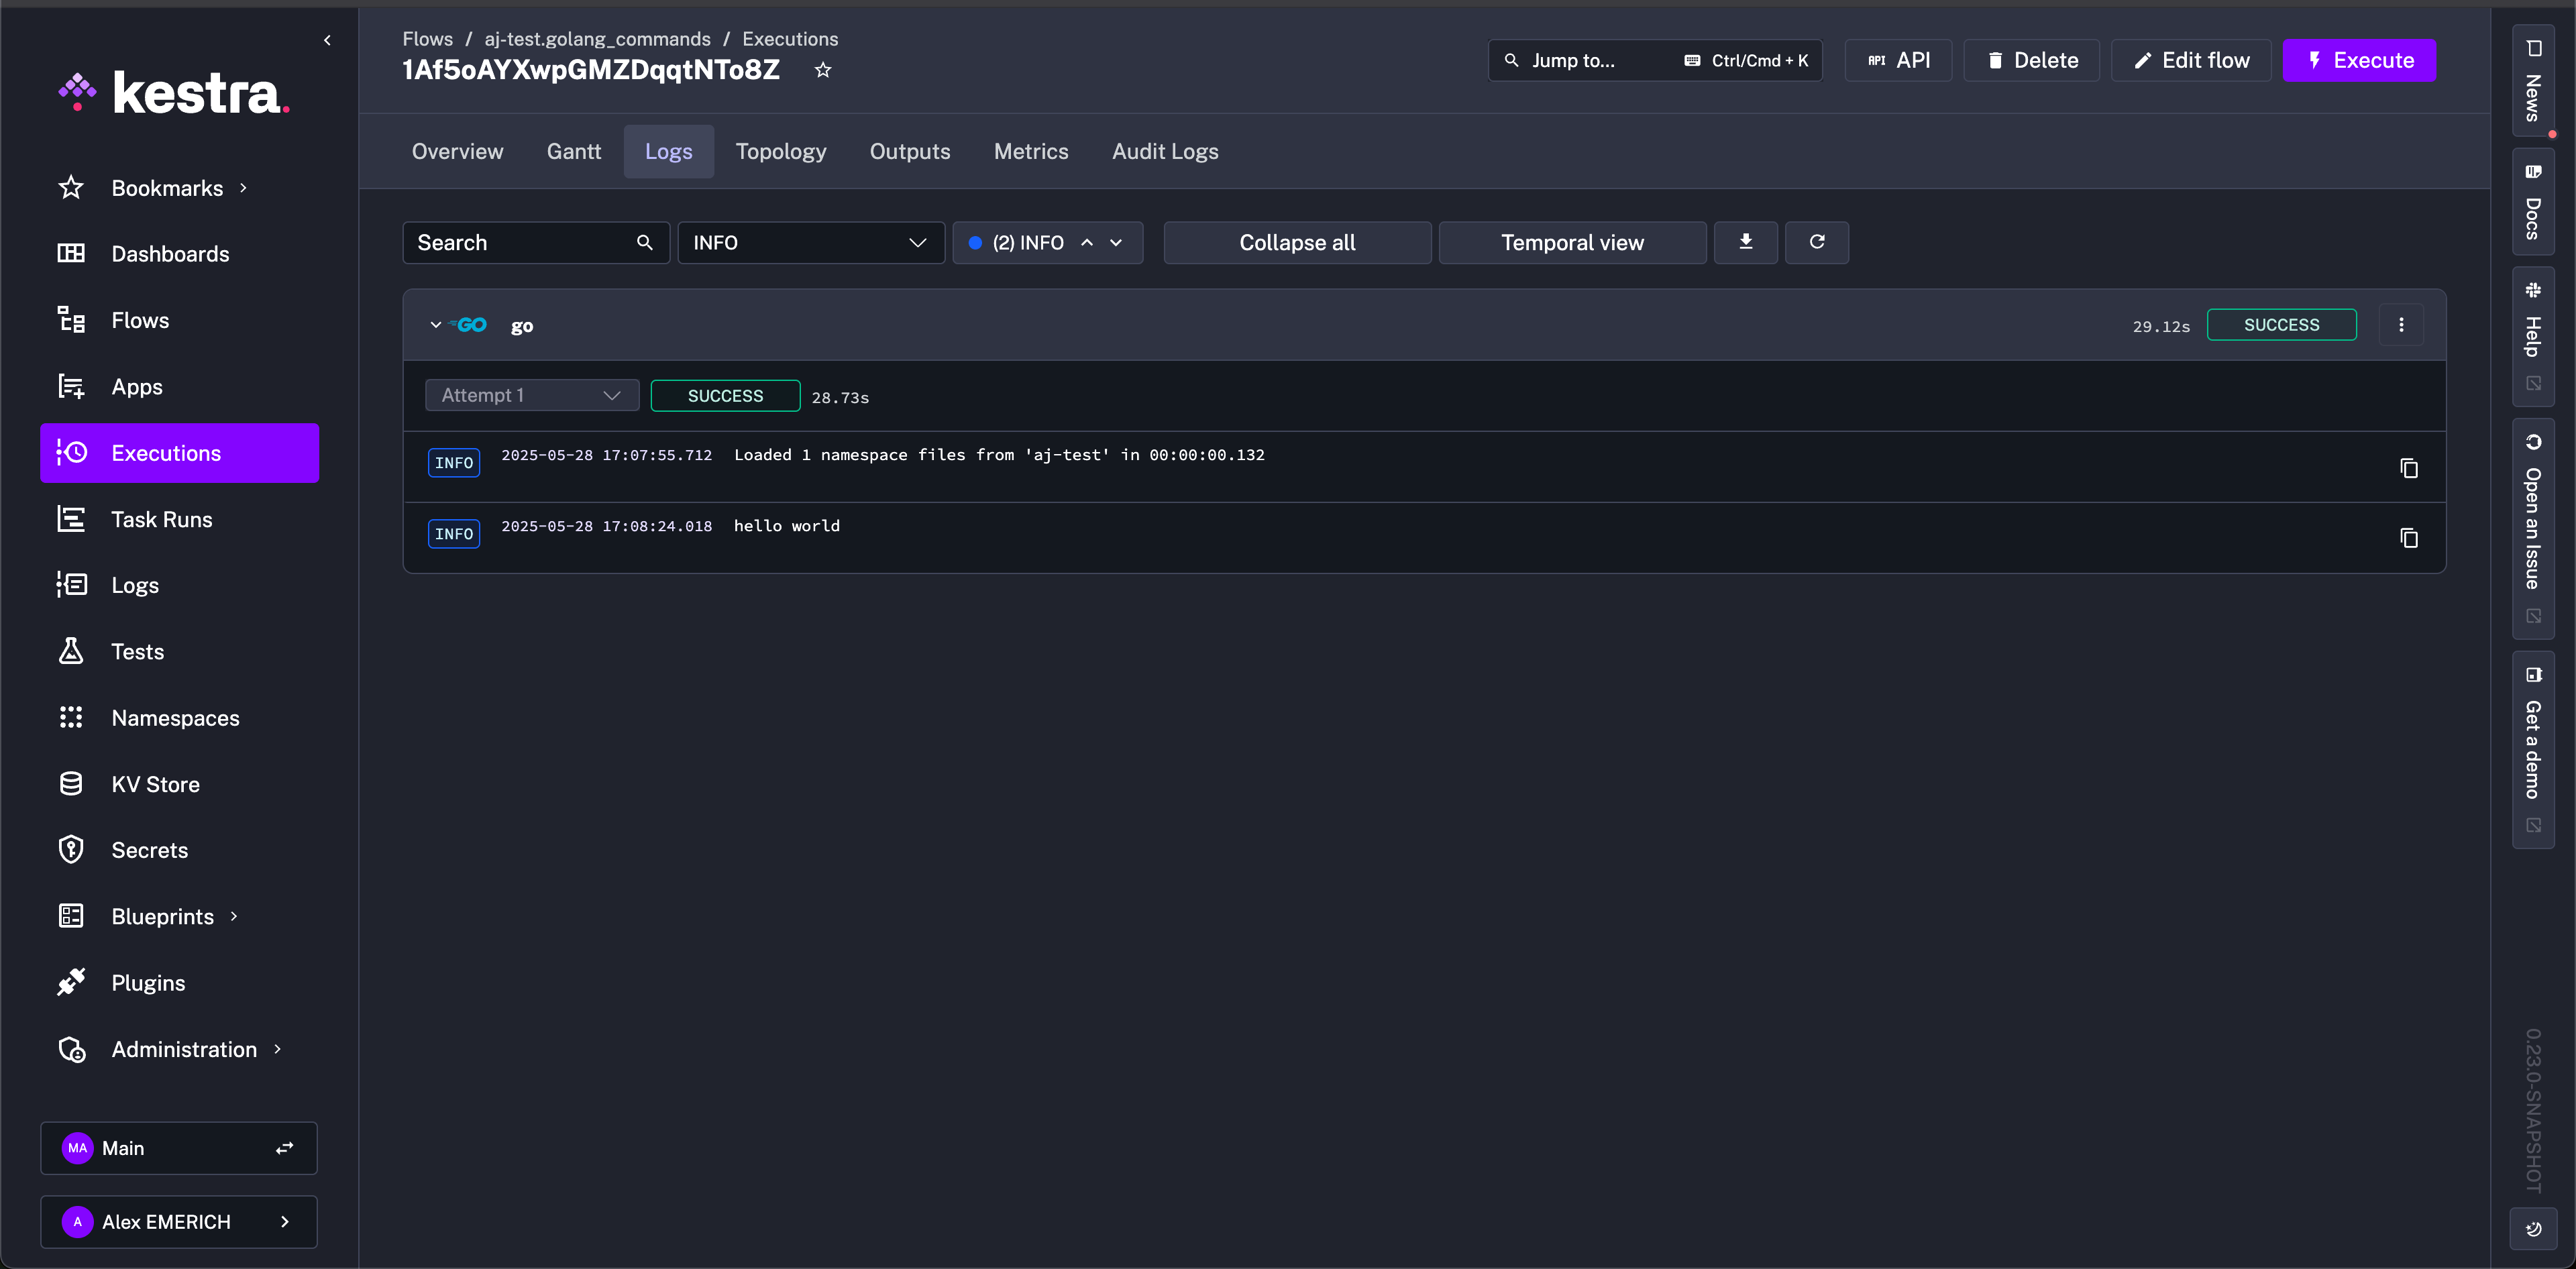 kestra.
Bookmarks
Dashboards
Flows
Apps
Executions
Task Runs
Logs
Tests
Namespaces
KV Store
Secrets
Blueprints
Plugins
Administration
MA Main
A Alex EMERICH
Flows / aj-test.golang_commands / Executions
1Af5oAYXwpGMZDqqtNTo8Z
Jump to... Ctrl/Cmd + K
API API
Delete
Edit flow
Execute
Overview Gantt Logs Topology Outputs Metrics Audit Logs
Search
INFO
(2) INFO
Collapse all
Temporal view
GO go 29.12s SUCCESS
Attempt 1 SUCCESS 28.73s
INFO 2025-05-28 17:07:55.712 Loaded 1 namespace files from 'aj-test' in 00:00:00.132
INFO 2025-05-28 17:08:24.018 hello world
News
Docs
Help
Open an Issue
Get a demo
0.23.0-SNAPSHOT